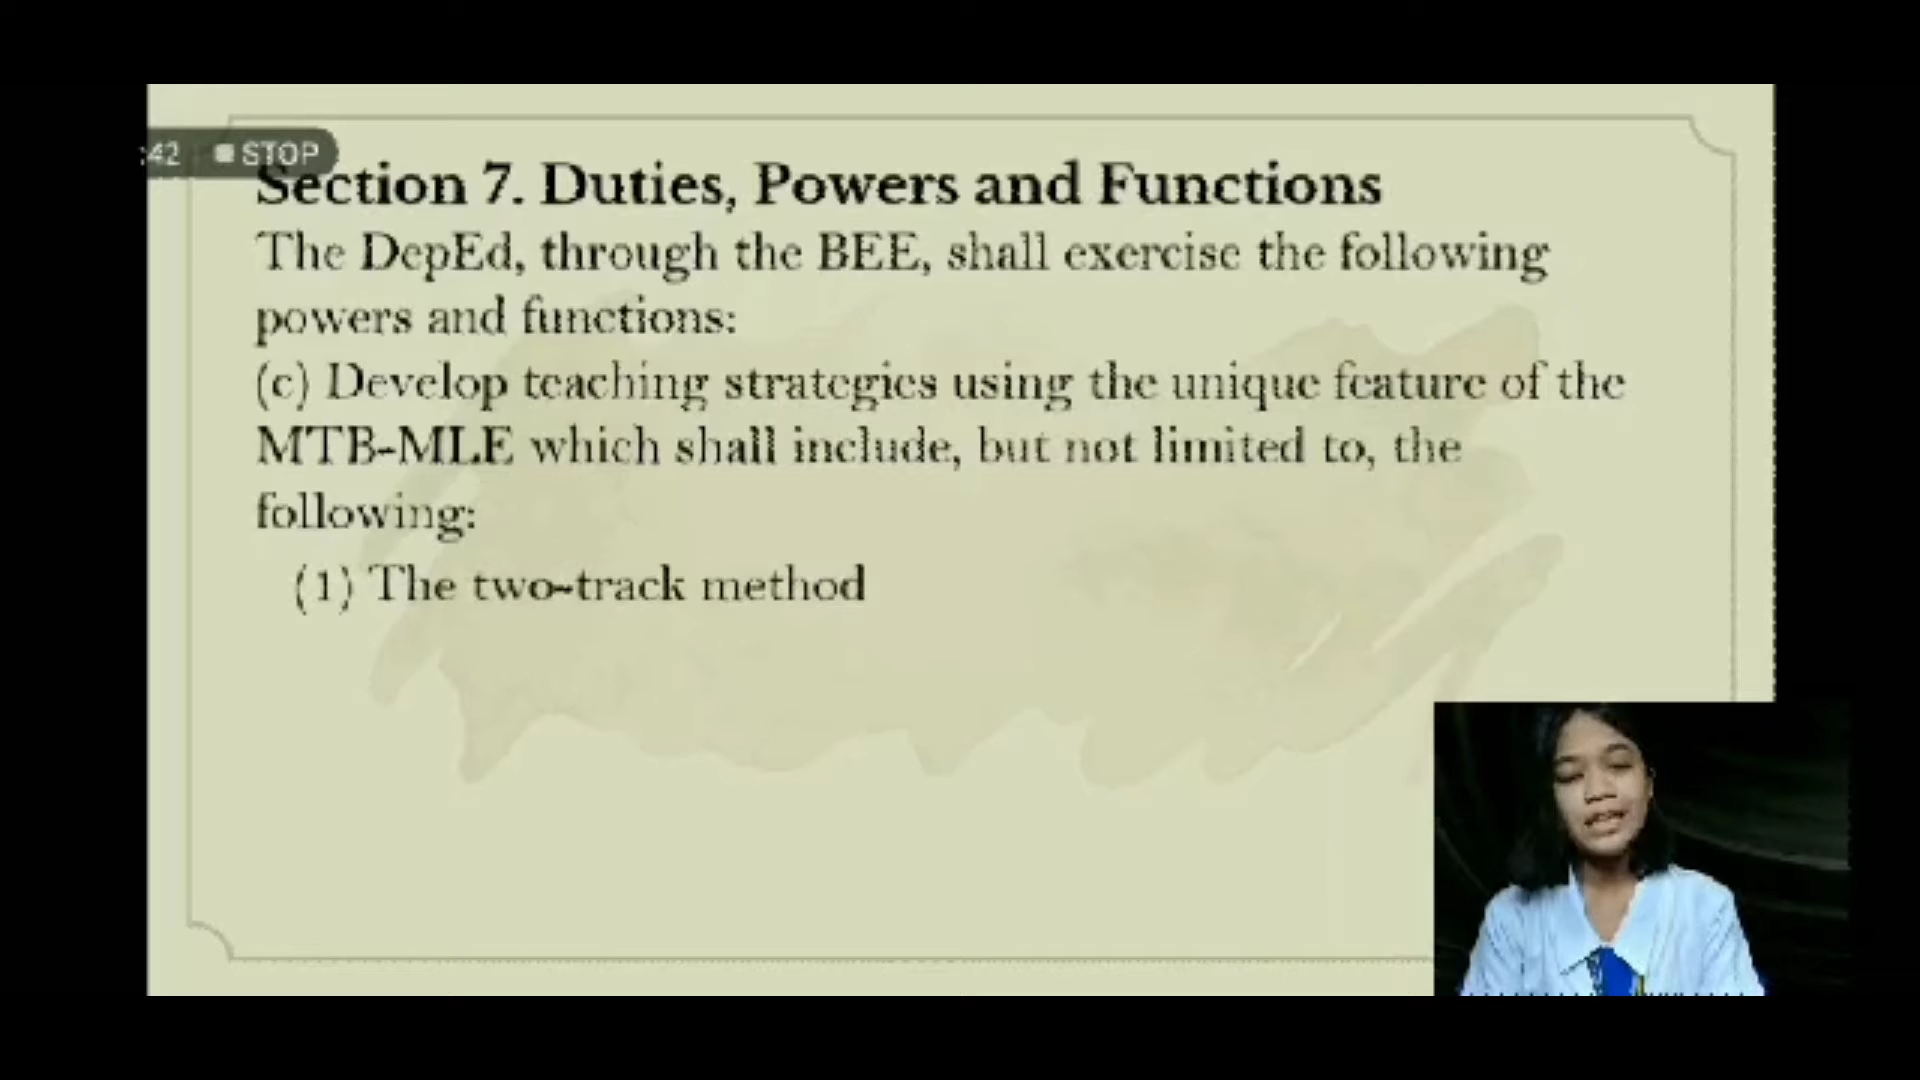 :42 STOP
Section 7. Duties, Powers and Functions
The DepEd, through the BEE, shall exercise the following
powers and functions:
(c) Develop teaching strategies using the unique feature of the
MTB-MLE which shall include, but not limited to, the
following:
(1) The two-track method